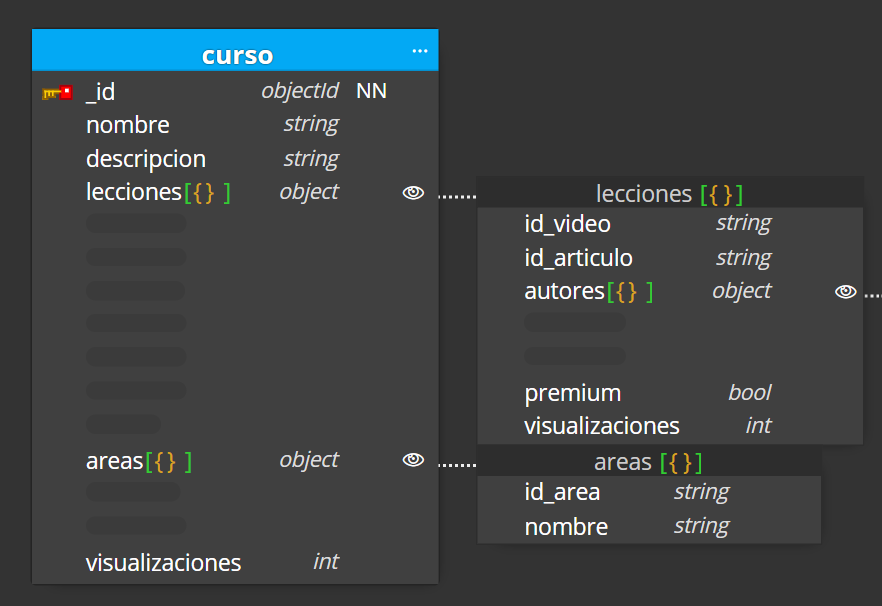 curso ...
_id objectId NN
nombre string
descripcion string
lecciones[{} ] object
areas[{} ] object
visualizaciones int
lecciones [{}]
id_video string
id_articulo string
autores[{} ] object
premium bool
visualizaciones int
areas [{}]
id_area string
nombre string